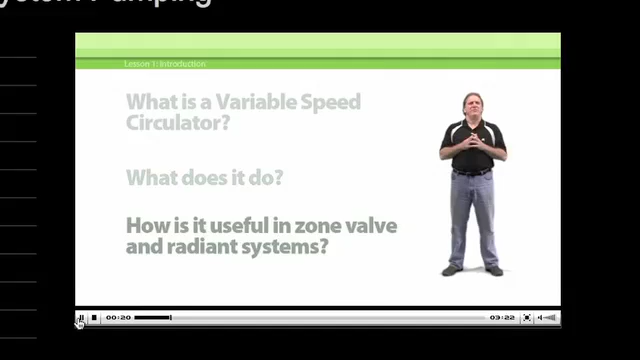 ystem Pumping
Lesson 1: Introduction
What is a Variable Speed
Circulator?
What does it do?
How is it useful in zone valve
and radiant systems?
00:20
03:22